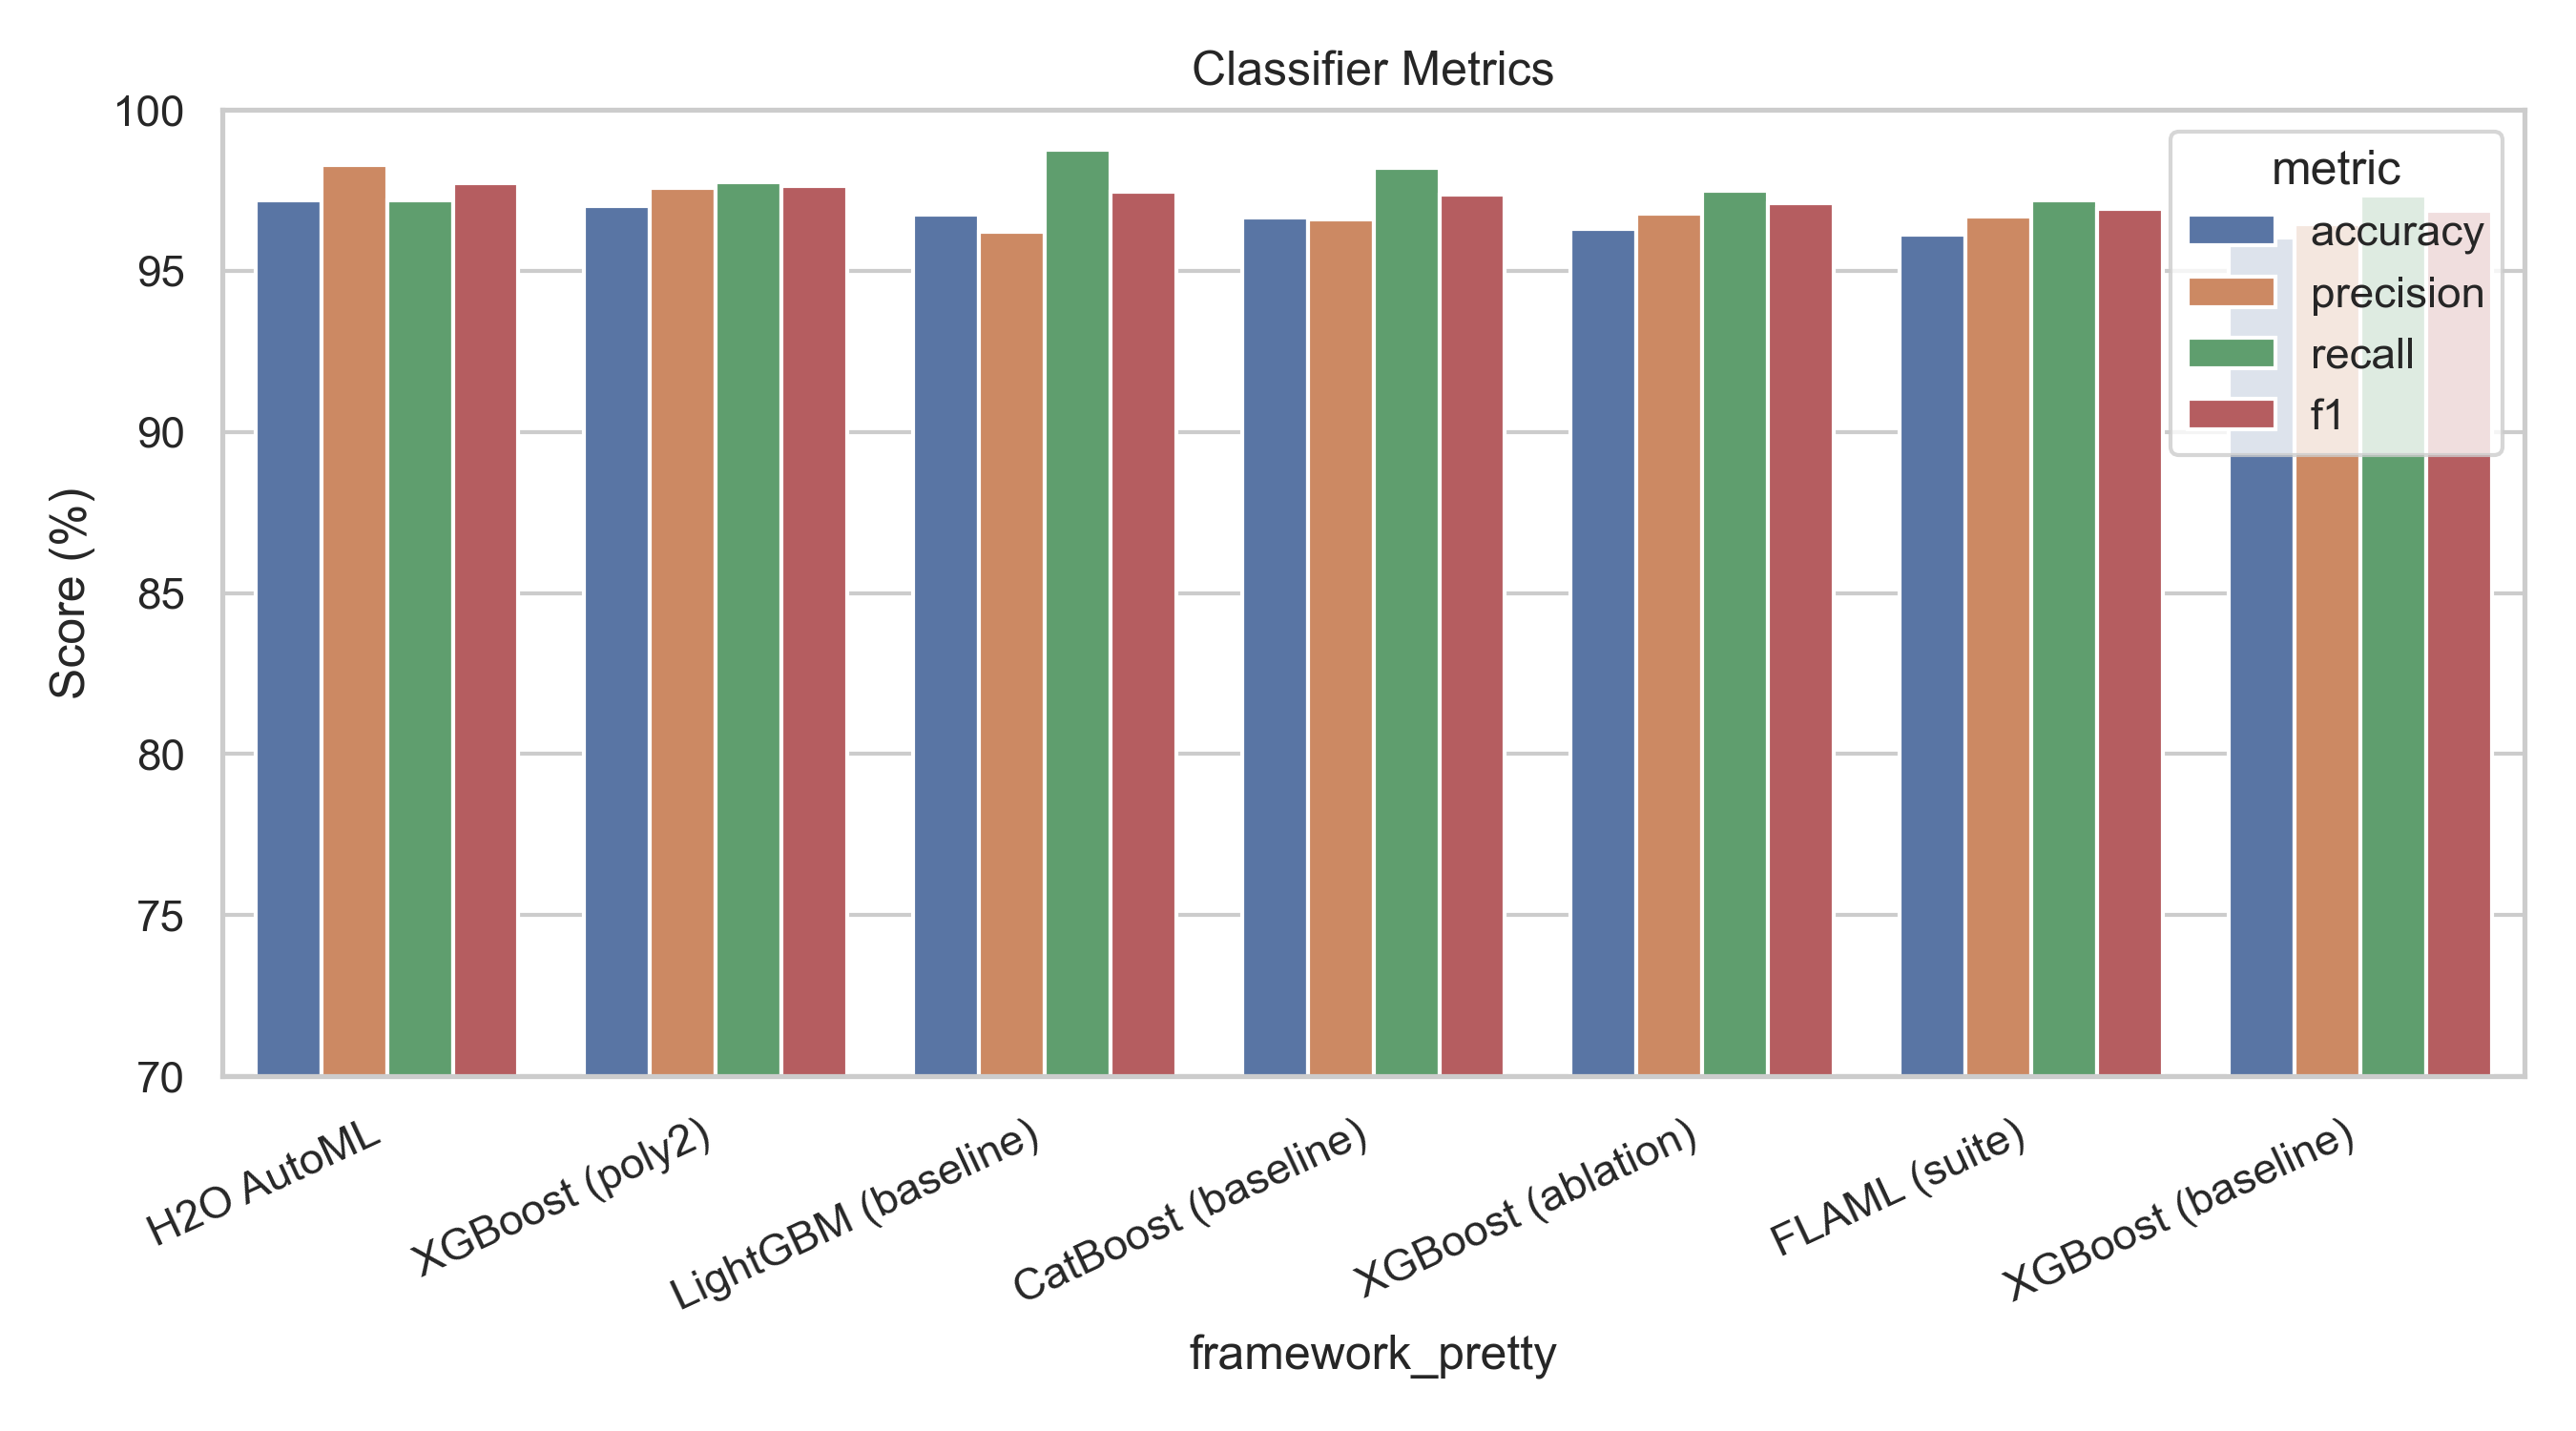 Classifier Metrics
100
95
90
85
80
75
70
Score (%)
metric
accuracy
precision
recall
f1
H2O AutoML
XGBoost (poly2)
LightGBM (baseline)
CatBoost (baseline)
XGBoost (ablation)
FLAML (suite)
XGBoost (baseline)
framework_pretty